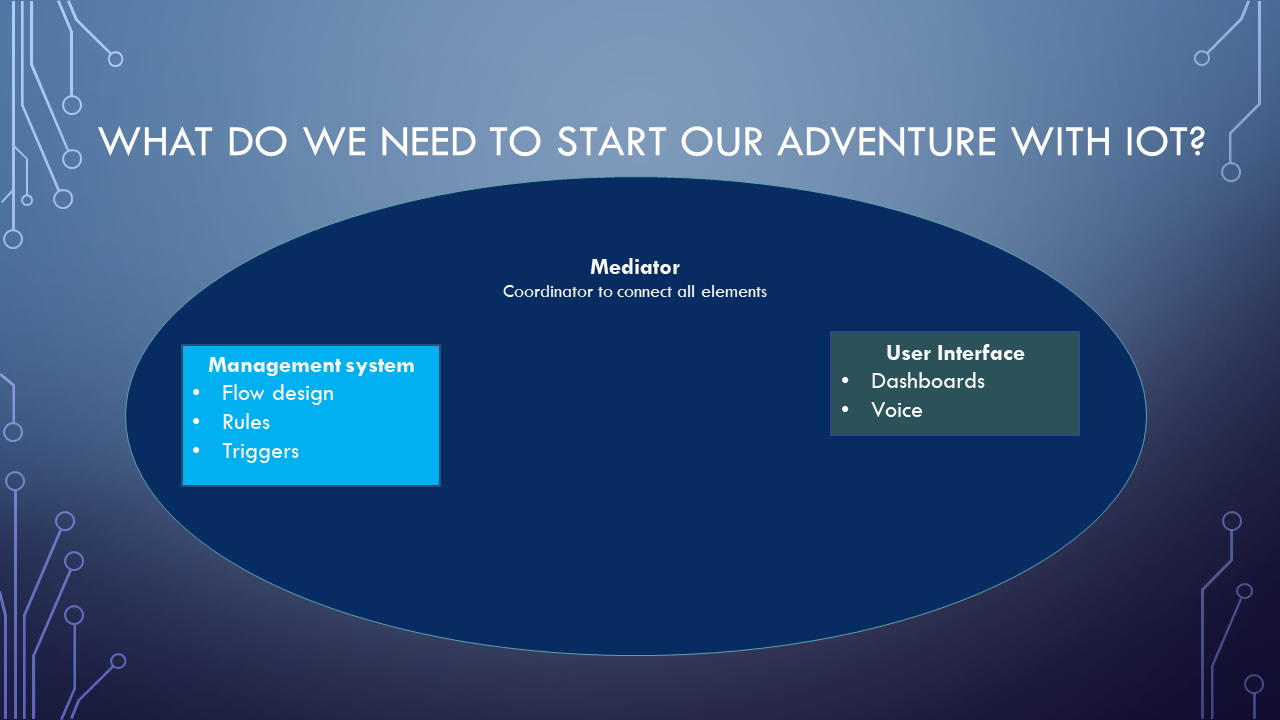 WHAT DO WE NEED TO START OUR ADVENTURE WITH IOT?
Mediator
Coordinator to connect all elements
Management system
• Flow design
• Rules
• Triggers
User Interface
• Dashboards
• Voice